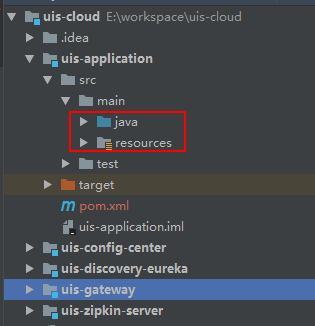 uis-cloud E:\workspace\uis-cloud
.idea
uis-application
src
main
java
resources
test
target
pom.xml
uis-application.iml
uis-config-center
uis-discovery-eureka
uis-gateway
uis-zipkin-server